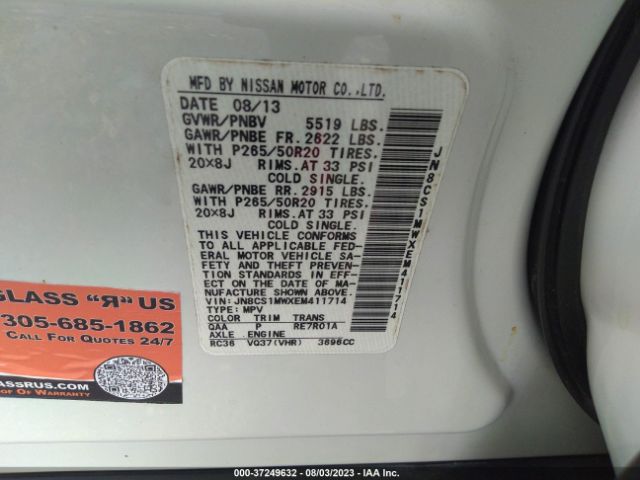 MFD BY NISSAN MOTOR CO.,LTD.
DATE 08/13
GVWR/PNBV 5519 LBS.
GAWR/PNBE FR. 2622 LBS.
WITH P265/50R20 TIRES.
20X8J RIMS. AT 33 PSI
COLD SINGLE.
GAWR/PNBE RR. 2915 LBS.
WITH P265/50R20 TIRES.
20X8J RIMS. AT 33 PSI
COLD SINGLE.
THIS VEHICLE CONFORMS
TO ALL APPLICABLE FED-
ERAL MOTOR VEHICLE SA-
FETY AND THEFT PREVEN-
TION STANDARDS IN EFF-
ECT ON THE DATE OF MA-
NUFACTURE SHOWN ABOVE
VIN: JN8CS1MWXEM411714
TYPE: MPV
COLOR TRIM TRANS
QAA P RE7R01A
AXLE ENGINE
RC36 VQ37(VHR) 3696CC
JN8CS1MWXEM411714
GLASS “Я” US
305-685-1862
CALL FOR QUOTES 24/7
ASSRUS.COM
OF WARRANTY
000-37249632 - 08/03/2023 - IAA Inc.